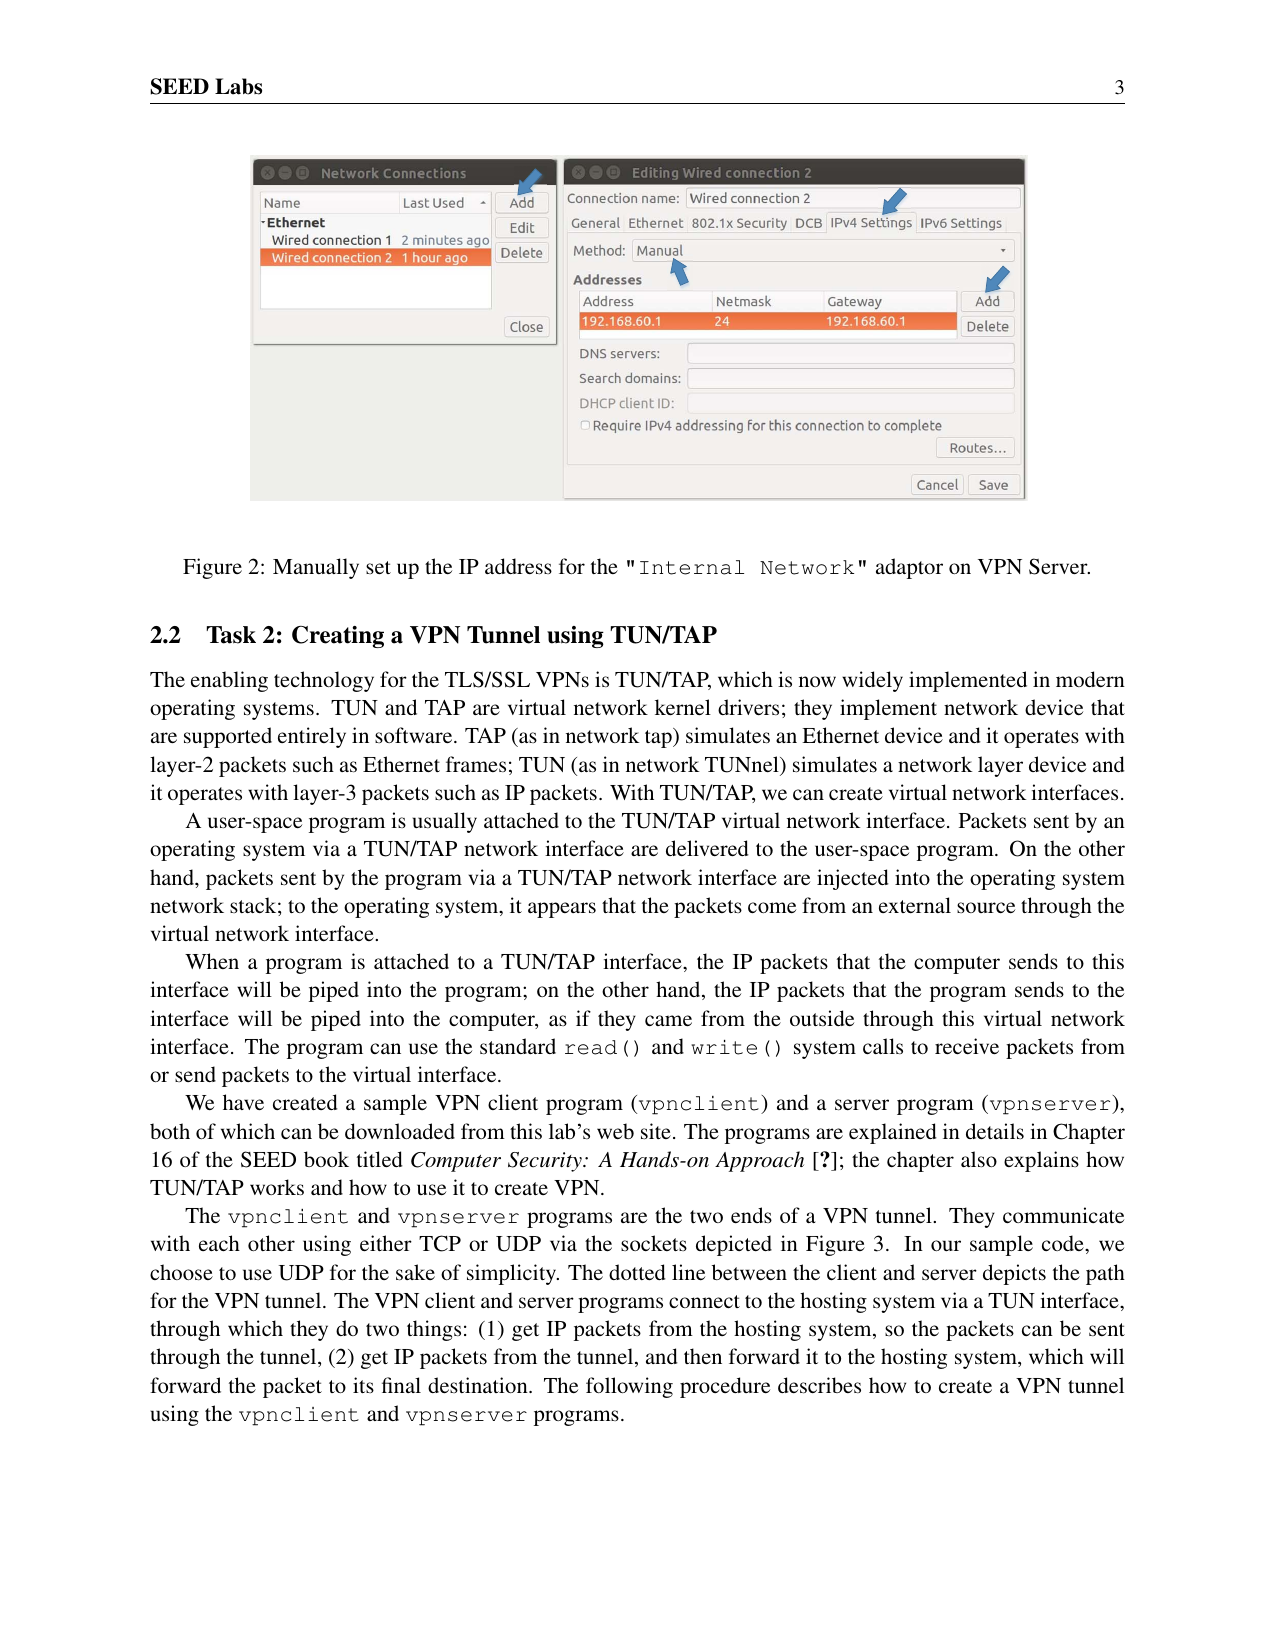 SEED Labs 3
Network Connections
Name Last Used Add
Ethernet Edit
Wired connection 1 2 minutes ago
Wired connection 2 1 hour ago Delete
Close
Editing Wired connection 2
Connection name: Wired connection 2
General Ethernet 802.1x Security DCB IPv4 Settings IPv6 Settings
Method: Manual
Addresses
Address Netmask Gateway Add
192.168.60.1 24 192.168.60.1
Delete
DNS servers:
Search domains:
DHCP client ID:
Require IPv4 addressing for this connection to complete
Routes...
Cancel Save
Figure 2: Manually set up the IP address for the "Internal Network" adaptor on VPN Server.
2.2 Task 2: Creating a VPN Tunnel using TUN/TAP
The enabling technology for the TLS/SSL VPNs is TUN/TAP, which is now widely implemented in modern
operating systems. TUN and TAP are virtual network kernel drivers; they implement network device that
are supported entirely in software. TAP (as in network tap) simulates an Ethernet device and it operates with
layer-2 packets such as Ethernet frames; TUN (as in network TUNnel) simulates a network layer device and
it operates with layer-3 packets such as IP packets. With TUN/TAP, we can create virtual network interfaces.
A user-space program is usually attached to the TUN/TAP virtual network interface. Packets sent by an
operating system via a TUN/TAP network interface are delivered to the user-space program. On the other
hand, packets sent by the program via a TUN/TAP network interface are injected into the operating system
network stack; to the operating system, it appears that the packets come from an external source through the
virtual network interface.
When a program is attached to a TUN/TAP interface, the IP packets that the computer sends to this
interface will be piped into the program; on the other hand, the IP packets that the program sends to the
interface will be piped into the computer, as if they came from the outside through this virtual network
interface. The program can use the standard read() and write() system calls to receive packets from
or send packets to the virtual interface.
We have created a sample VPN client program (vpnclient) and a server program (vpnserver),
both of which can be downloaded from this lab's web site. The programs are explained in details in Chapter
16 of the SEED book titled Computer Security: A Hands-on Approach [?]; the chapter also explains how
TUN/TAP works and how to use it to create VPN.
The vpnclient and vpnserver programs are the two ends of a VPN tunnel. They communicate
with each other using either TCP or UDP via the sockets depicted in Figure 3. In our sample code, we
choose to use UDP for the sake of simplicity. The dotted line between the client and server depicts the path
for the VPN tunnel. The VPN client and server programs connect to the hosting system via a TUN interface,
through which they do two things: (1) get IP packets from the hosting system, so the packets can be sent
through the tunnel, (2) get IP packets from the tunnel, and then forward it to the hosting system, which will
forward the packet to its final destination. The following procedure describes how to create a VPN tunnel
using the vpnclient and vpnserver programs.